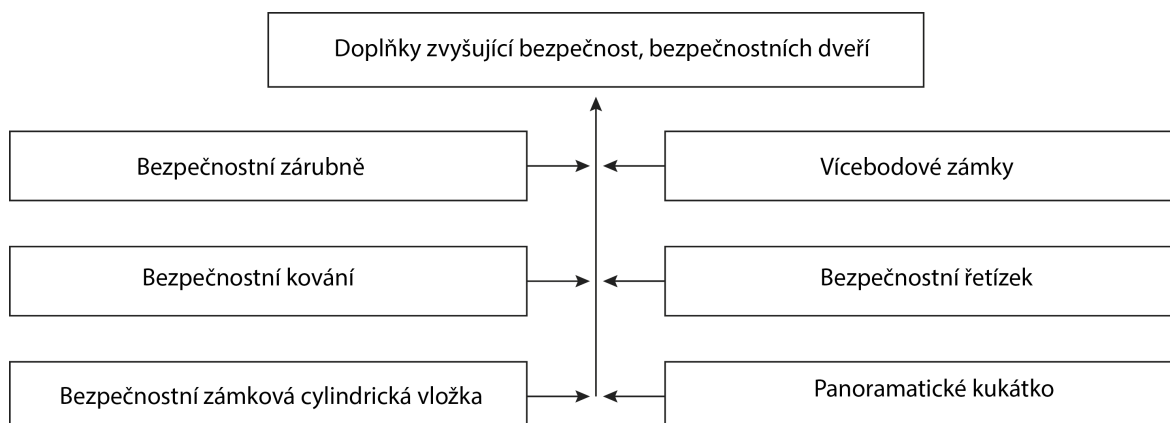 Doplňky zvyšující bezpečnost, bezpečnostních dveří
Bezpečnostní zárubně
Vícebodové zámky
Bezpečnostní kování
Bezpečnostní řetízek
Bezpečnostní zámková cylindrická vložka
Panoramatické kukátko